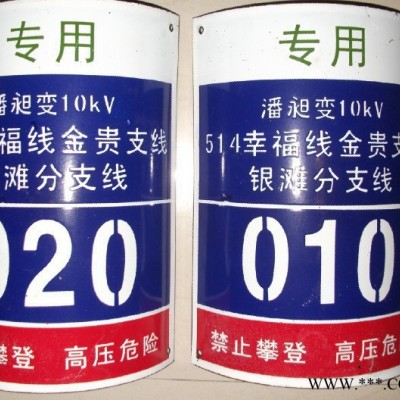 专用
潘昶变10kV
福线金贵支线
滩分支线
020
攀登 高压危险
专用
潘昶变10kV
514幸福线金贵支
银滩分支线
010
禁止攀登 高压危
www.***.co